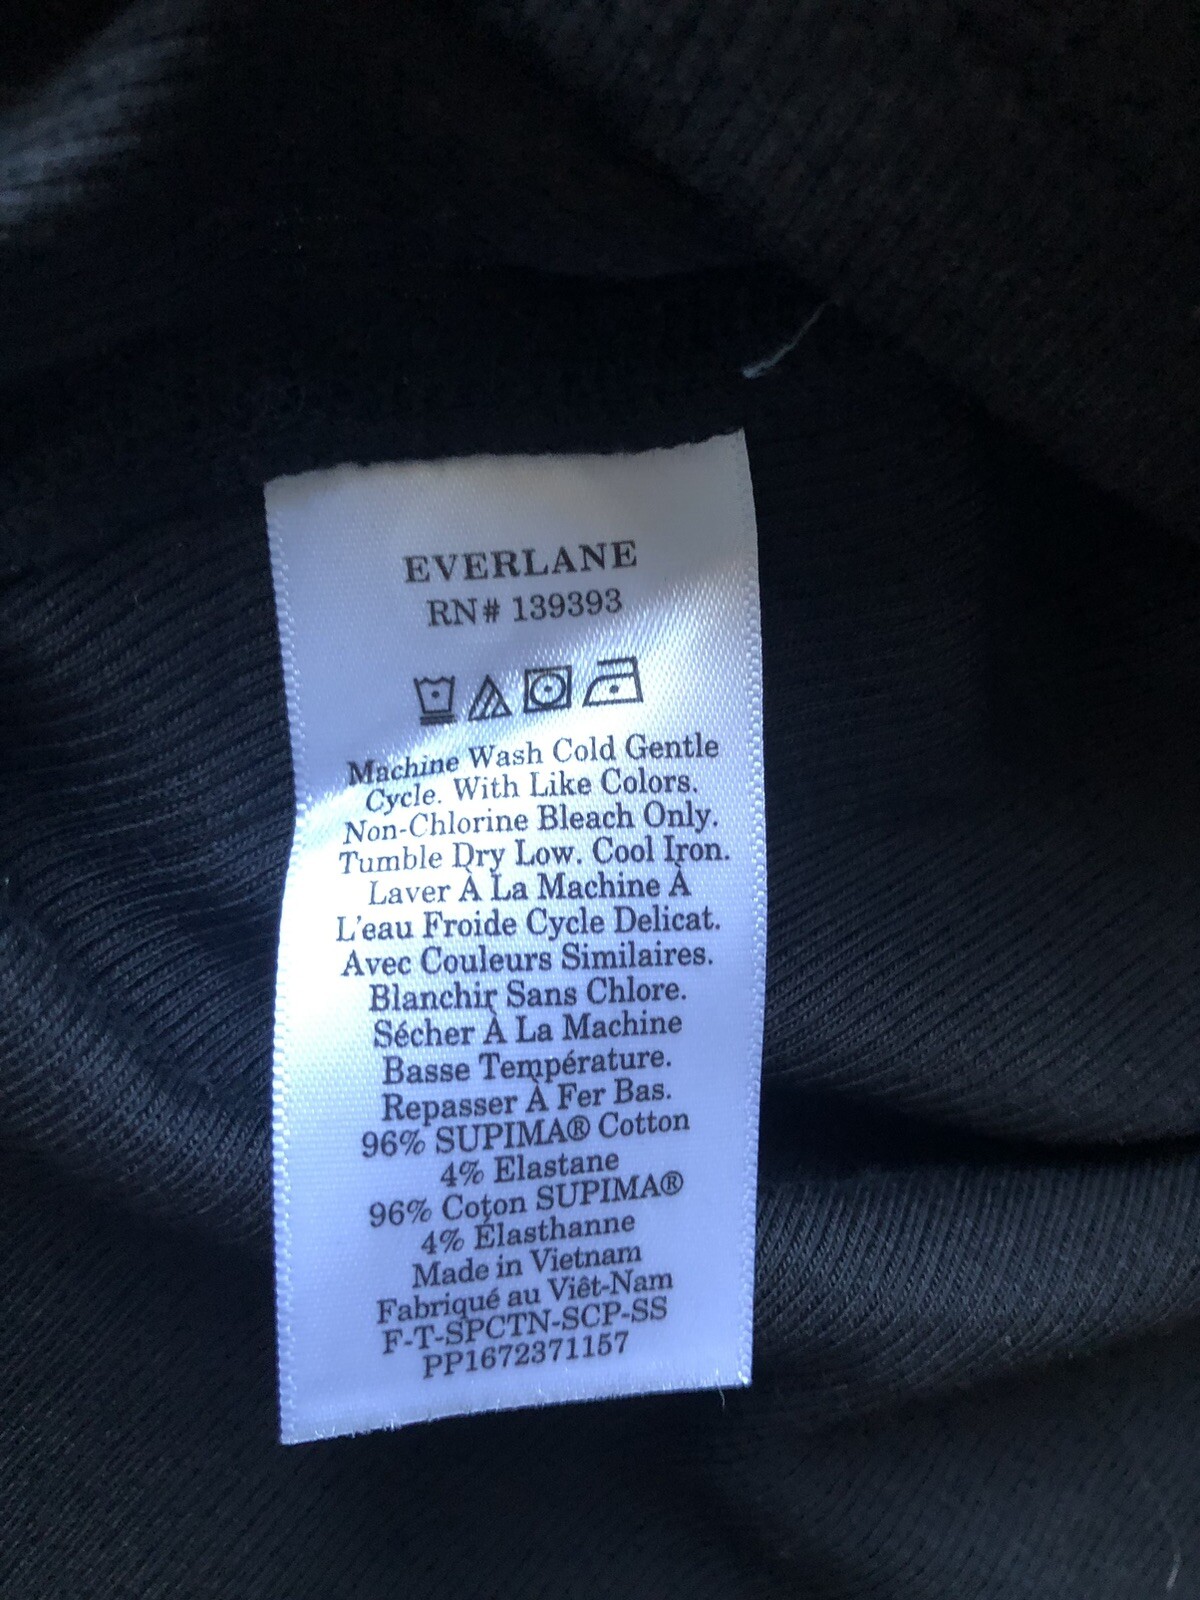 EVERLANE
RN# 139393
Machine Wash Cold Gentle
Cycle. With Like Colors.
Non-Chlorine Bleach Only.
Tumble Dry Low. Cool Iron.
Laver À La Machine À
L'eau Froide Cycle Delicat.
Avec Couleurs Similaires.
Blanchir Sans Chlore.
Sécher À La Machine
Basse Température.
Repasser À Fer Bas.
96% SUPIMA® Cotton
4% Elastane
96% Coton SUPIMA®
4% Élasthanne
Made in Vietnam
Fabriqué au Viêt-Nam
F-T-SPCTN-SCP-SS
PP1672371157